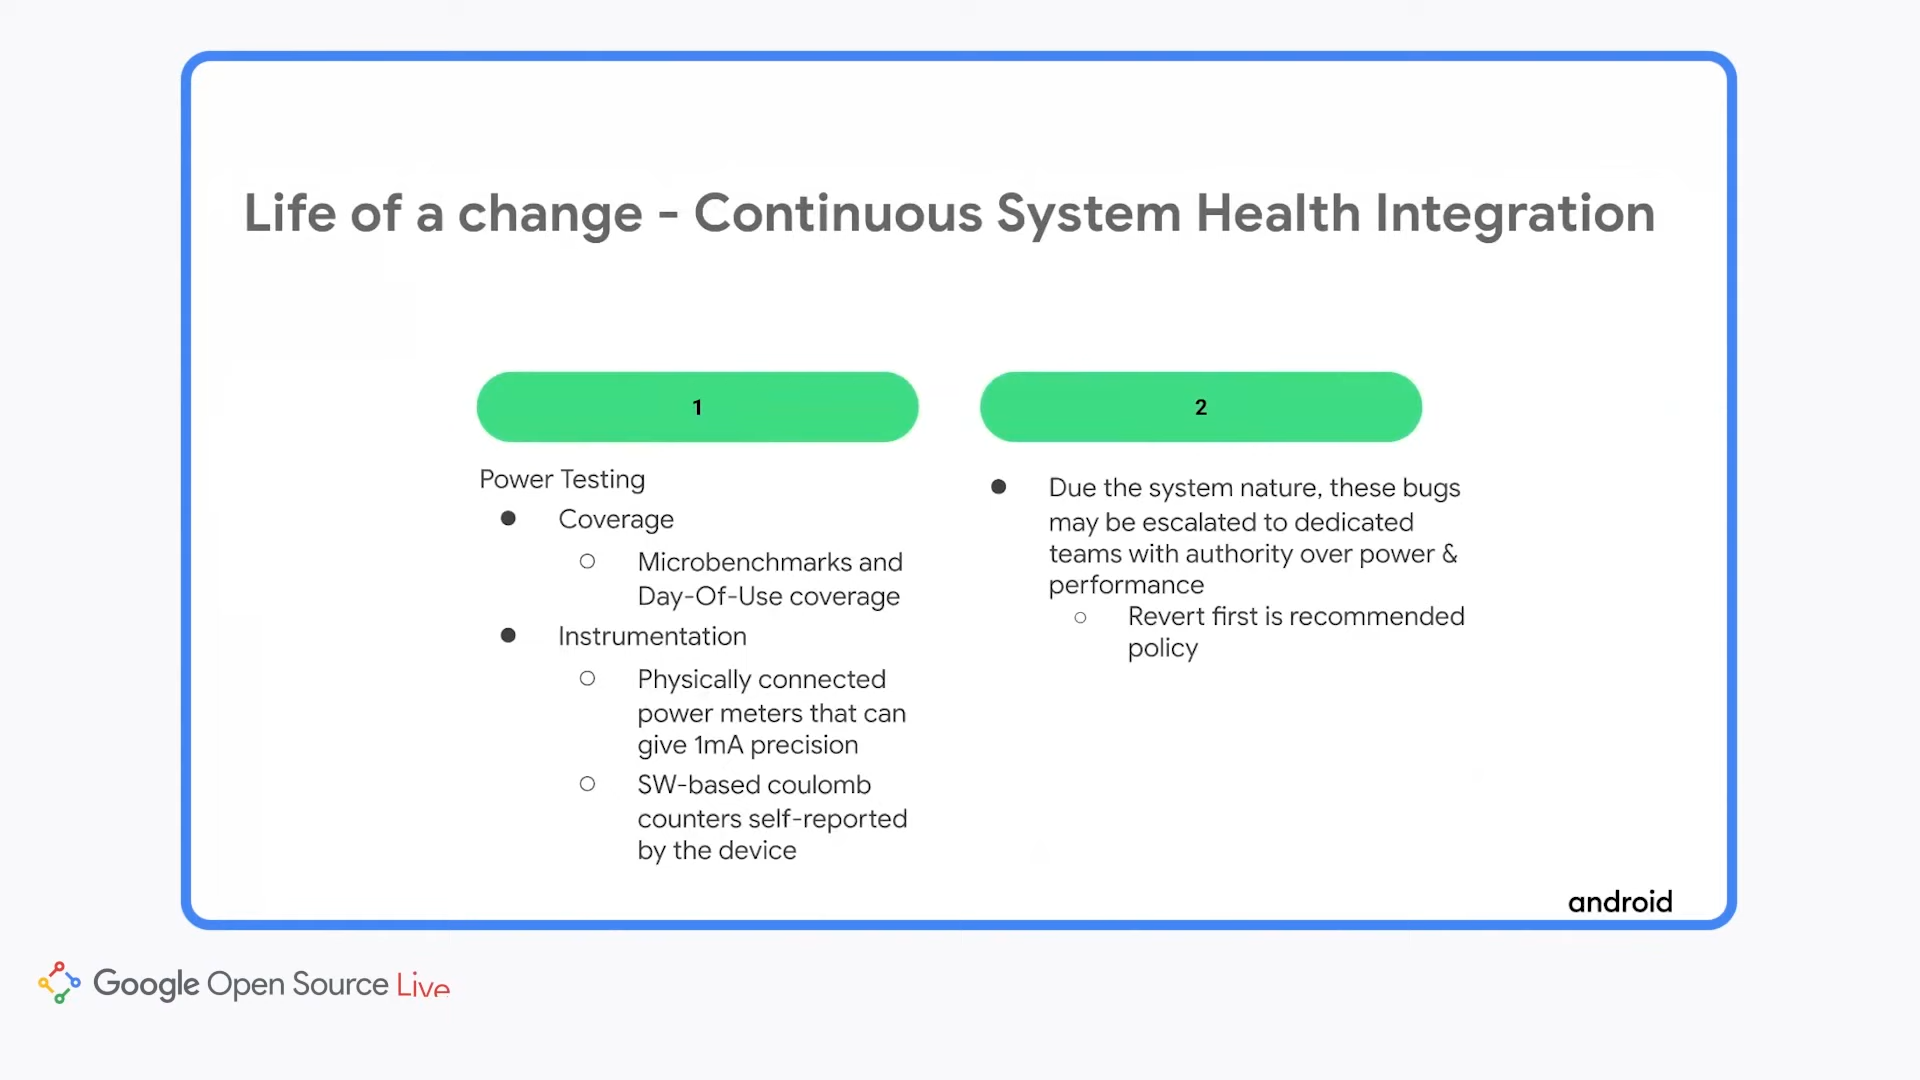 Life of a change - Continuous System Health Integration
1
Power Testing
Coverage
Microbenchmarks and
Day-Of-Use coverage
Instrumentation
Physically connected
power meters that can
give 1mA precision
SW-based coulomb
counters self-reported
by the device
2
Due the system nature, these bugs
may be escalated to dedicated
teams with authority over power &
performance
Revert first is recommended
policy
android
Google Open Source Live